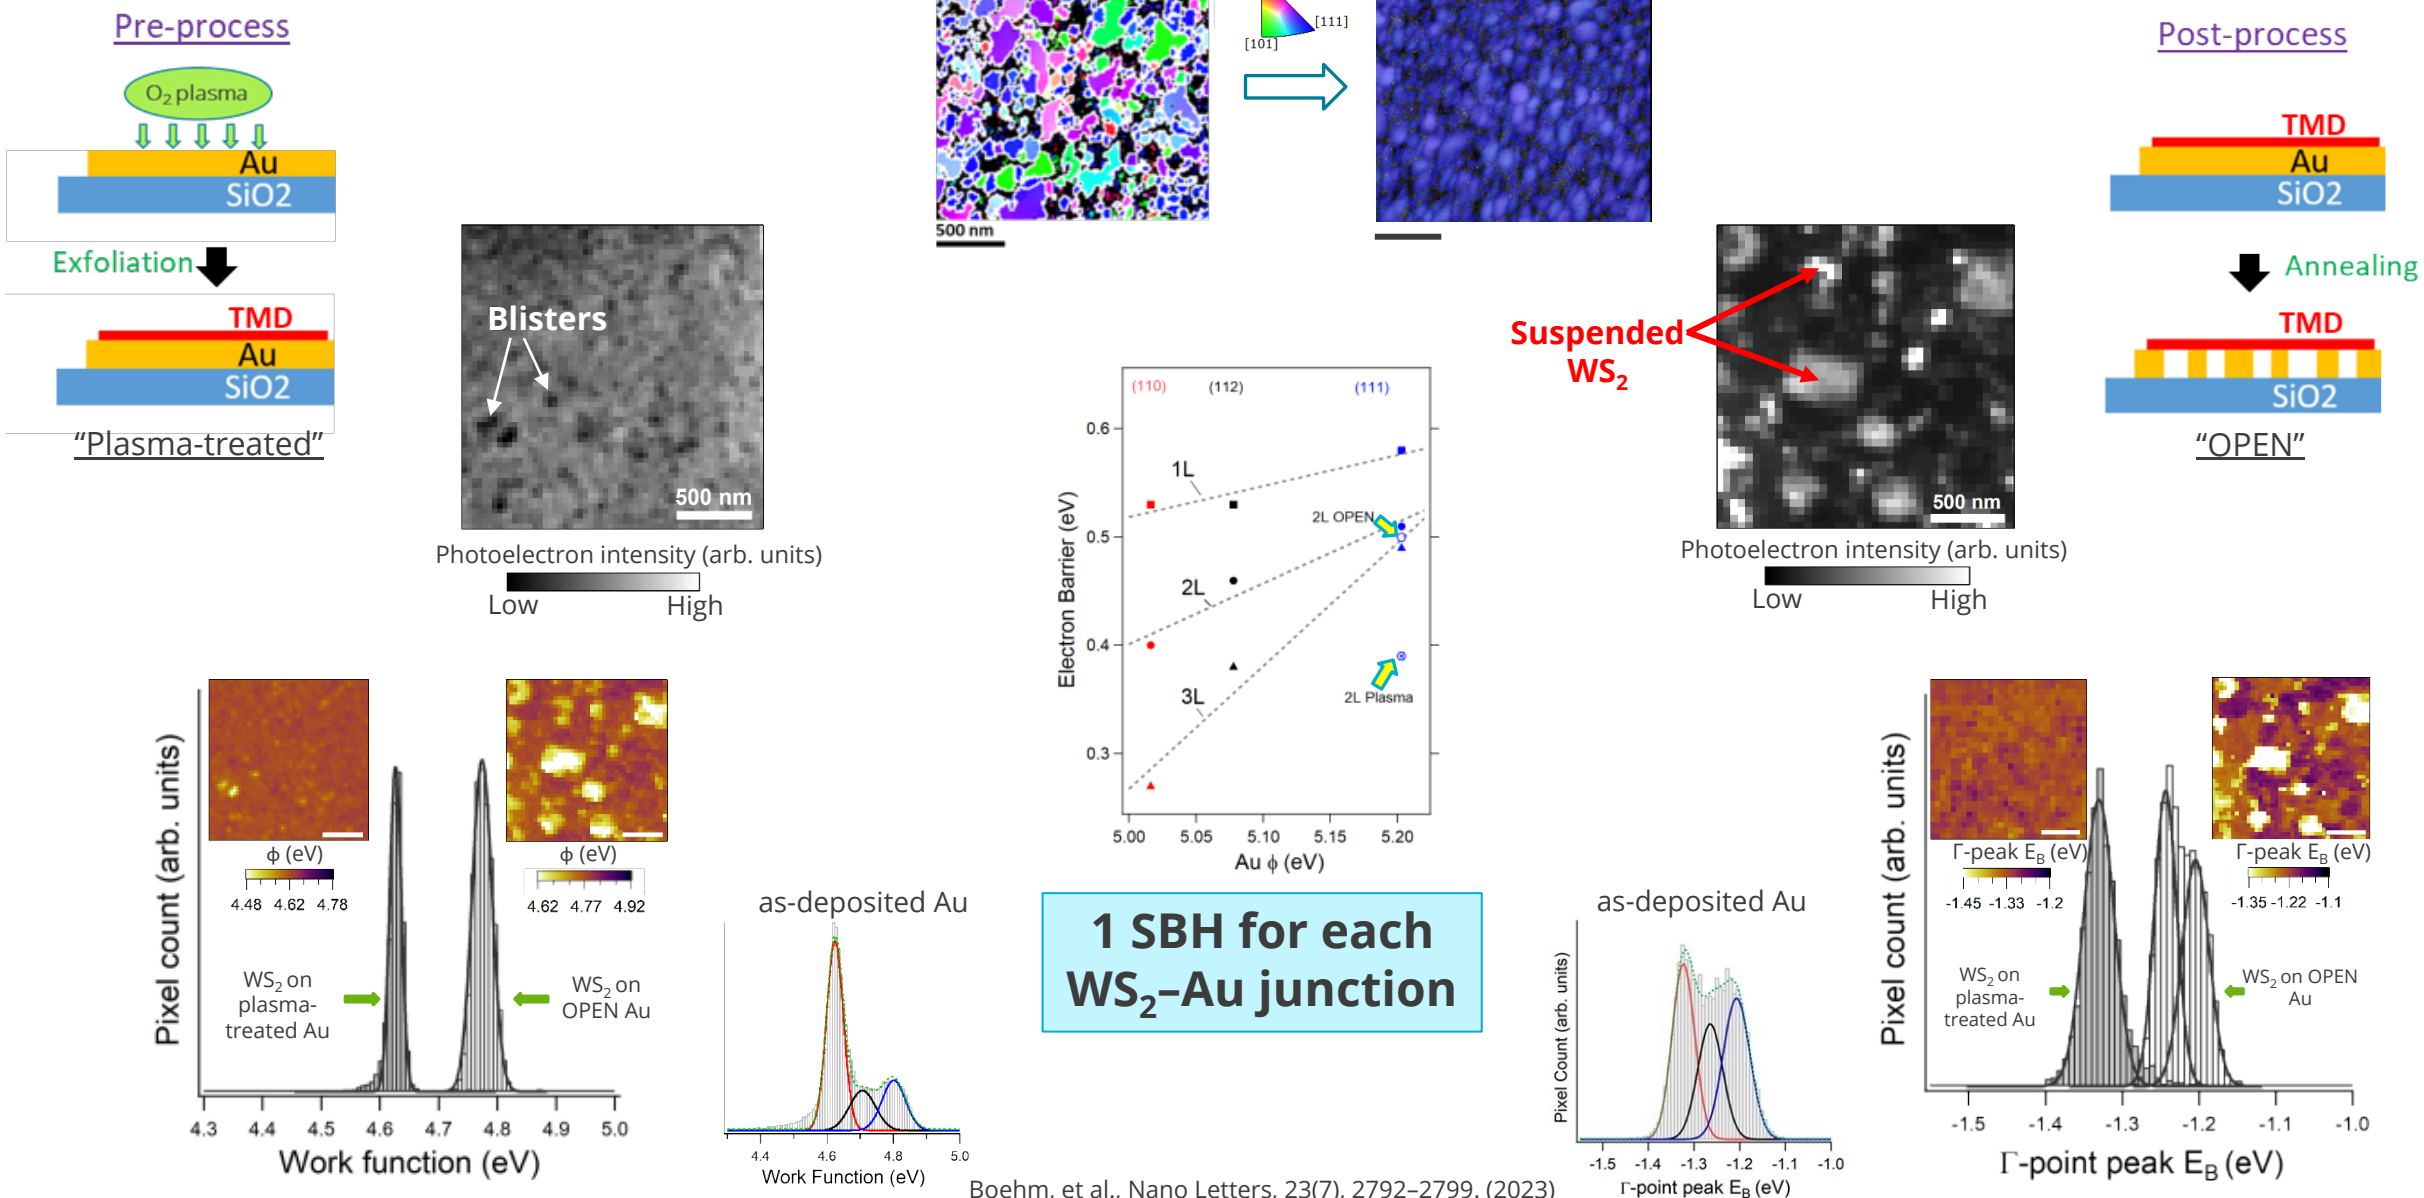 Pre-process
O2 plasma
Au
SiO2
Exfoliation
TMD
Au
SiO2
“Plasma-treated”
Blisters
500 nm
Photoelectron intensity (arb. units)
Low
High
[111]
[101]
500 nm
Post-process
TMD
Au
SiO2
Annealing
TMD
SiO2
“OPEN”
Suspended
WS2
500 nm
Photoelectron intensity (arb. units)
Low
High
(110)
(112)
(111)
0.6
0.5
0.4
0.3
Electron Barrier (eV)
1L
2L
3L
2L OPEN
2L Plasma
5.00
5.05
5.10
5.15
5.20
Au ϕ (eV)
1 SBH for each
WS2–Au junction
Pixel count (arb. units)
ϕ (eV)
4.48 4.62 4.78
ϕ (eV)
4.62 4.77 4.92
WS2 on
plasma-
treated Au
WS2 on
OPEN Au
4.3 4.4 4.5 4.6 4.7 4.8 4.9 5.0
Work function (eV)
as-deposited Au
4.4 4.6 4.8 5.0
Work Function (eV)
as-deposited Au
Pixel Count (arb. units)
-1.5 -1.4 -1.3 -1.2 -1.1 -1.0
Γ-point peak EB (eV)
Pixel count (arb. units)
Γ-peak EB (eV)
-1.45 -1.33 -1.2
Γ-peak EB (eV)
-1.35 -1.22 -1.1
WS2 on
plasma-
treated Au
WS2 on OPEN
Au
-1.5 -1.4 -1.3 -1.2 -1.1 -1.0
Γ-point peak EB (eV)
Boehm, et al., Nano Letters, 23(7), 2792–2799. (2023)